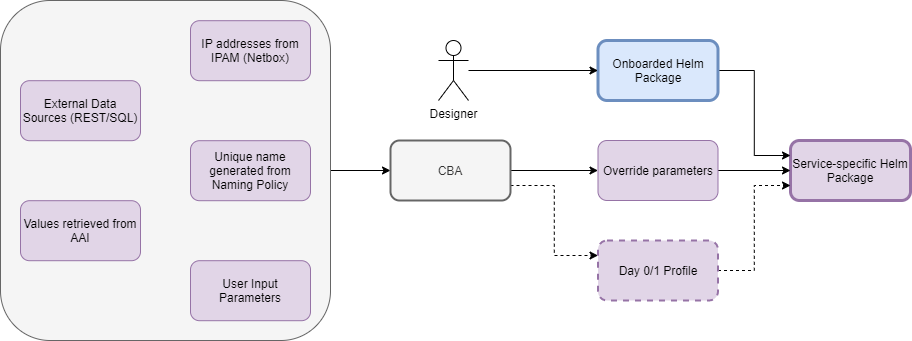 IP addresses from
IPAM (Netbox)
External Data
Sources (REST/SQL)
Unique name
generated from
Naming Policy
Values retrieved from
AAI
User Input
Parameters
Designer
Onboarded Helm
Package
CBA
Override parameters
Day 0/1 Profile
Service-specific Helm
Package